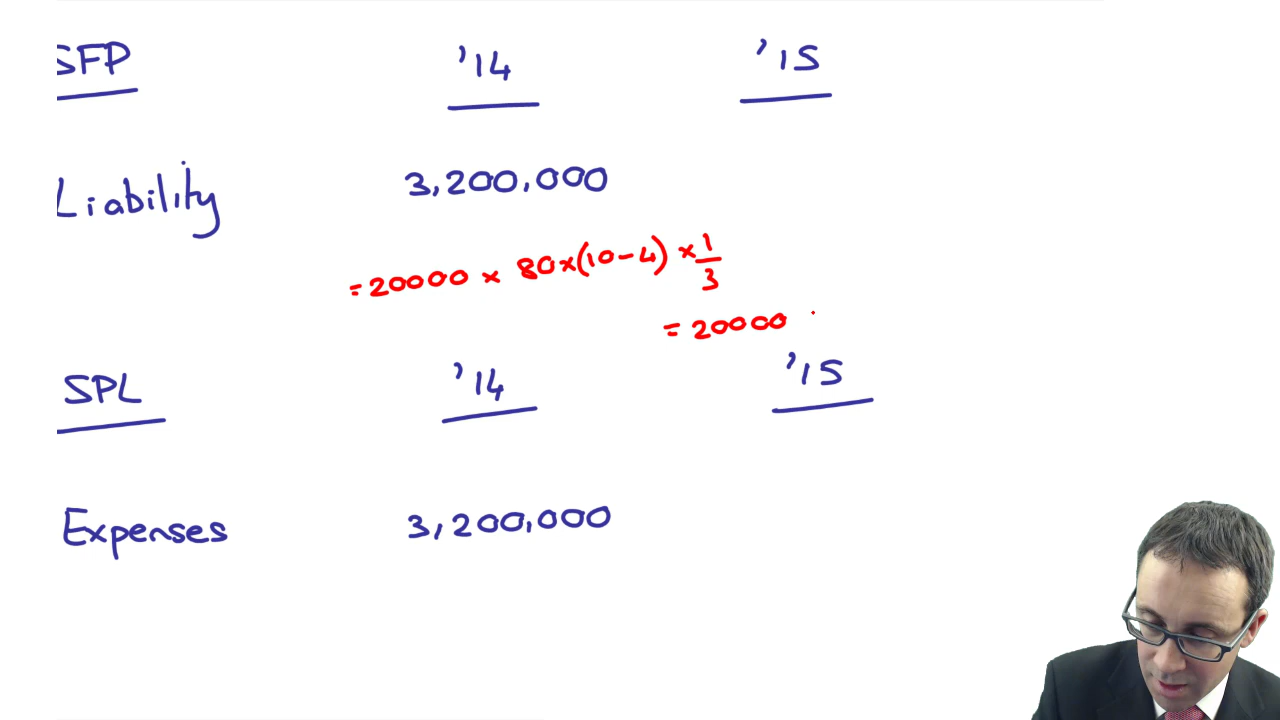 SFP '14 '15
Liability 3,200,000
= 20000 × 80×(10-4) × 1/3
= 20000
SPL '14 '15
Expenses 3,200,000